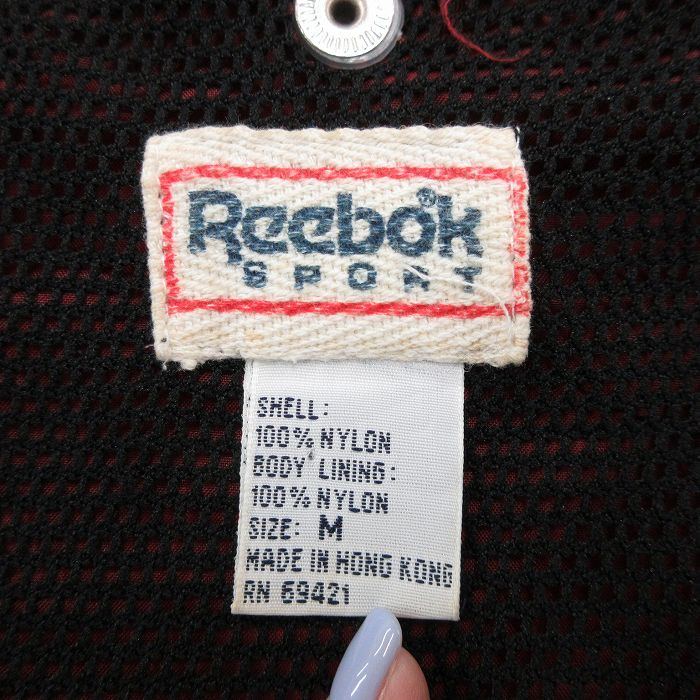 Reebok®
SPORT
SHELL:
100% NYLON
BODY LINING:
100% NYLON
SIZE: M
MADE IN HONG KONG
RN 69421